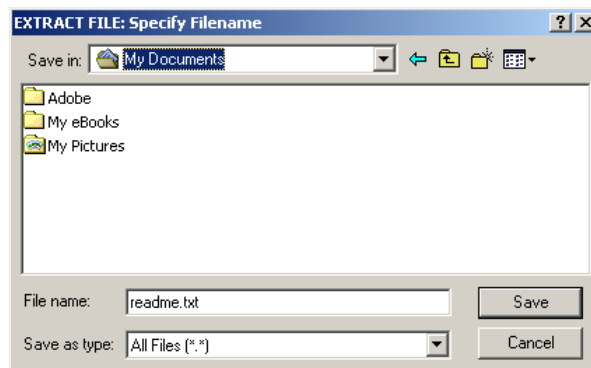 EXTRACT FILE: Specify Filename
Save in: My Documents
Adobe
My eBooks
My Pictures
File name: readme.txt Save
Save as type: All Files (*.*) Cancel